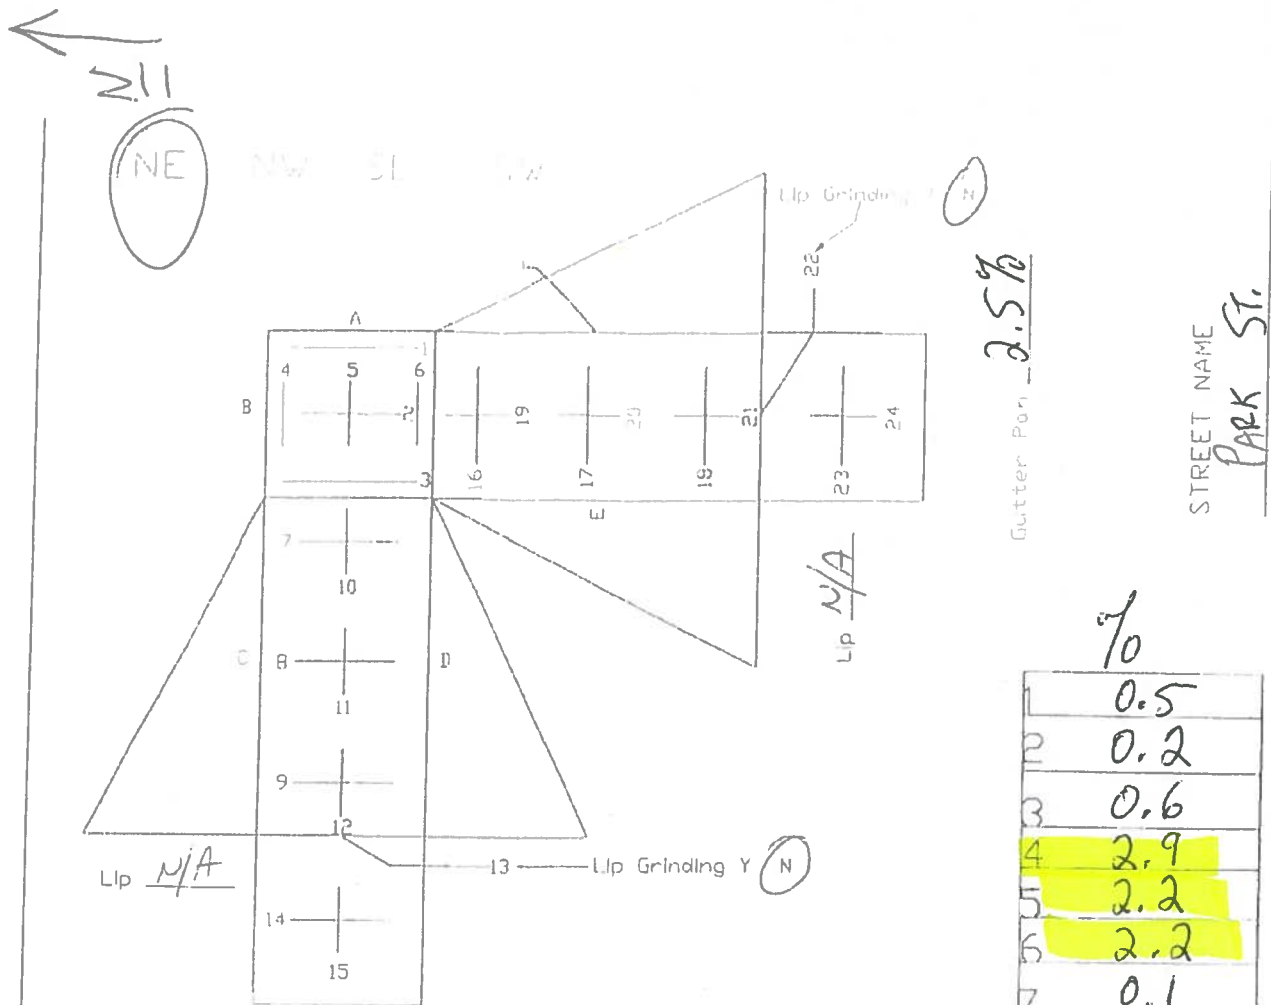 211
NE NW SE SW
Lip Grinding Y N
22
A
4 5 6 1
B 2 19 20 21 24
3 16 17 18 23
E
Gutter Pan 2.5%
STREET NAME
PARK ST.
7
10
Lip N/A
C 8 D
11
9
12
13 Lip Grinding Y N
Lip N/A
14
15
%
1 0.5
2 0.2
3 0.6
4 2.9
5 2.2
6 2.2
7 0.1